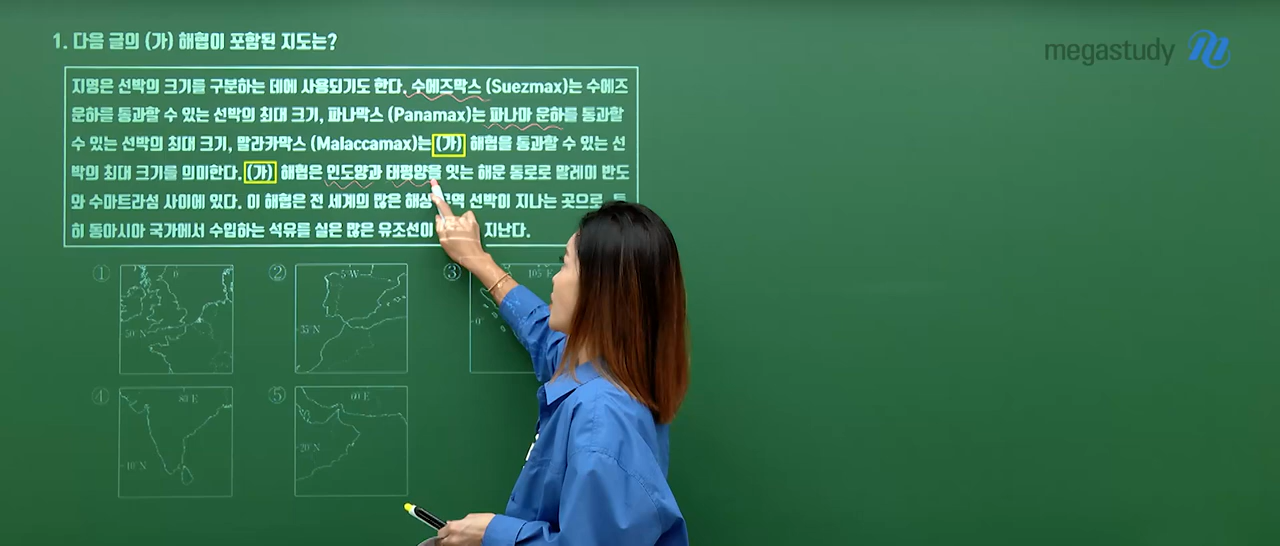 1. 다음 글의 (가) 해협이 포함된 지도는?
megastudy
지명은 선박의 크기를 구분하는 데에 사용되기도 한다. 수에즈막스 (Suezmax)는 수에즈
운하를 통과할 수 있는 선박의 최대 크기, 파나막스 (Panamax)는 파나마 운하를 통과할
수 있는 선박의 최대 크기, 말라카막스 (Malaccamax)는 (가) 해협을 통과할 수 있는 선
박의 최대 크기를 의미한다. (가) 해협은 인도양과 태평양을 잇는 해운 통로로 말레이 반도
와 수마트라섬 사이에 있다. 이 해협은 전 세계의 많은 해상 무역 선박이 지나는 곳으로
히 동아시아 국가에서 수입하는 석유를 실은 많은 유조선이 지난다.
① 0 50°N
② 5°W 35°N
③ 105°E 0°
④ 80°E 10°N
⑤ 60°E 20°N